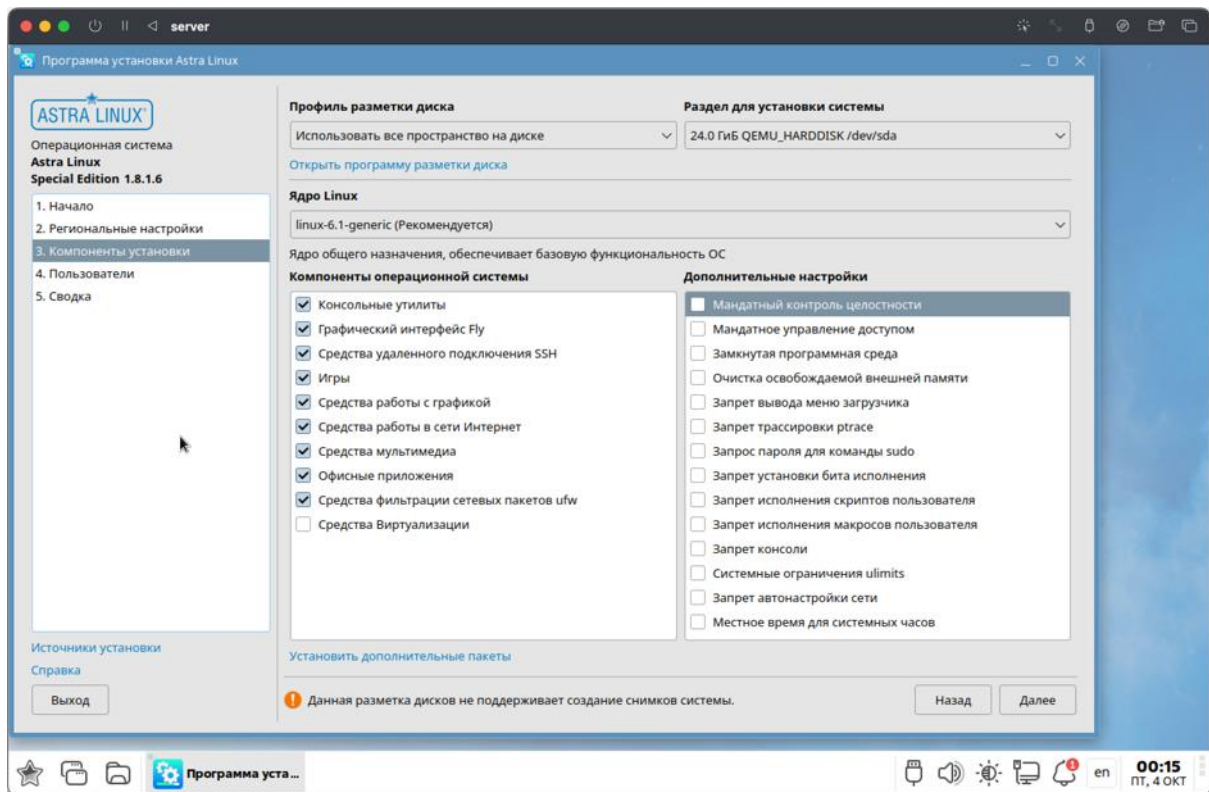 server
Программа установки Astra Linux
ASTRA LINUX®
Операционная система
Astra Linux
Special Edition 1.8.1.6
1. Начало
2. Региональные настройки
3. Компоненты установки
4. Пользователи
5. Сводка
Источники установки
Справка
Выход
Профиль разметки диска
Использовать все пространство на диске
Открыть программу разметки диска
Раздел для установки системы
24.0 ГиБ QEMU_HARDDISK /dev/sda
Ядро Linux
linux-6.1-generic (Рекомендуется)
Ядро общего назначения, обеспечивает базовую функциональность ОС
Компоненты операционной системы
Консольные утилиты
Графический интерфейс Fly
Средства удаленного подключения SSH
Игры
Средства работы с графикой
Средства работы в сети Интернет
Средства мультимедиа
Офисные приложения
Средства фильтрации сетевых пакетов ufw
Средства Виртуализации
Дополнительные настройки
Мандатный контроль целостности
Мандатное управление доступом
Замкнутая программная среда
Очистка освобождаемой внешней памяти
Запрет вывода меню загрузчика
Запрет трассировки ptrace
Запрос пароля для команды sudo
Запрет установки бита исполнения
Запрет исполнения скриптов пользователя
Запрет исполнения макросов пользователя
Запрет консоли
Системные ограничения ulimits
Запрет автонастройки сети
Местное время для системных часов
Установить дополнительные пакеты
Данная разметка дисков не поддерживает создание снимков системы.
Назад
Далее
Программа уста...
1
en
00:15
ПТ, 4 ОКТ